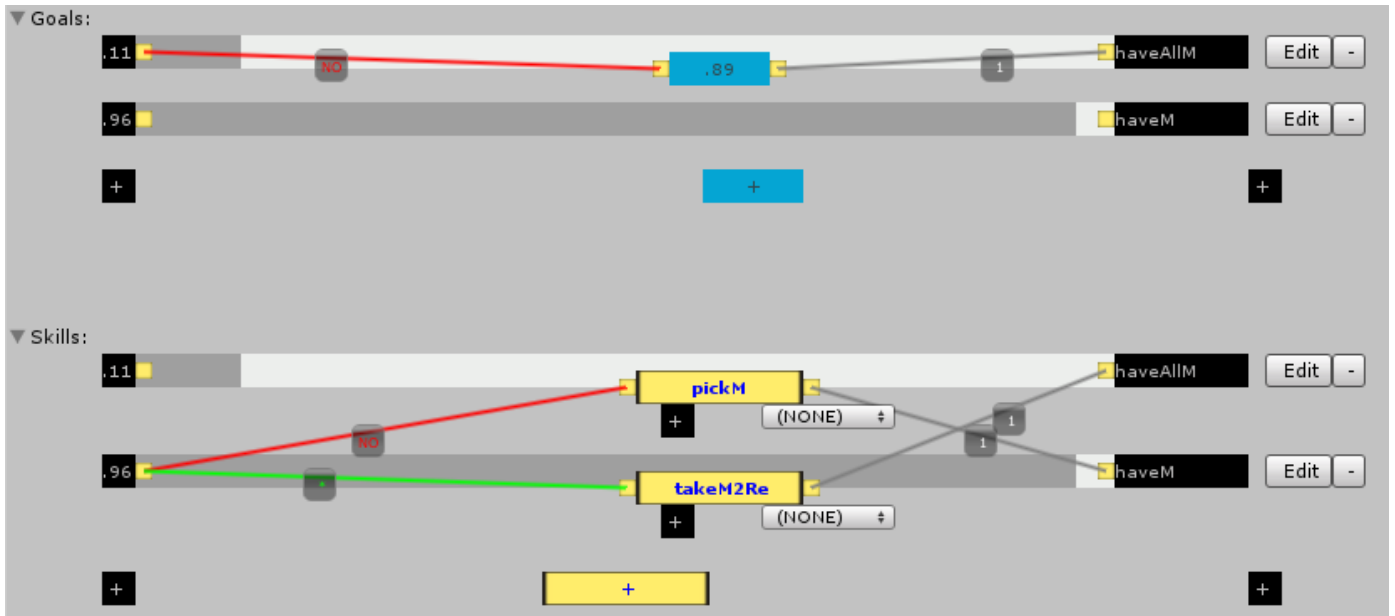 Goals:
.11 NO .89 1 haveAllM Edit -
.96 haveM Edit -
+ + +
Skills:
.11 haveAllM Edit -
pickM
+ (NONE) 1
NO 1
.96 haveM Edit -
takeM2Re
+ (NONE)
+ + +